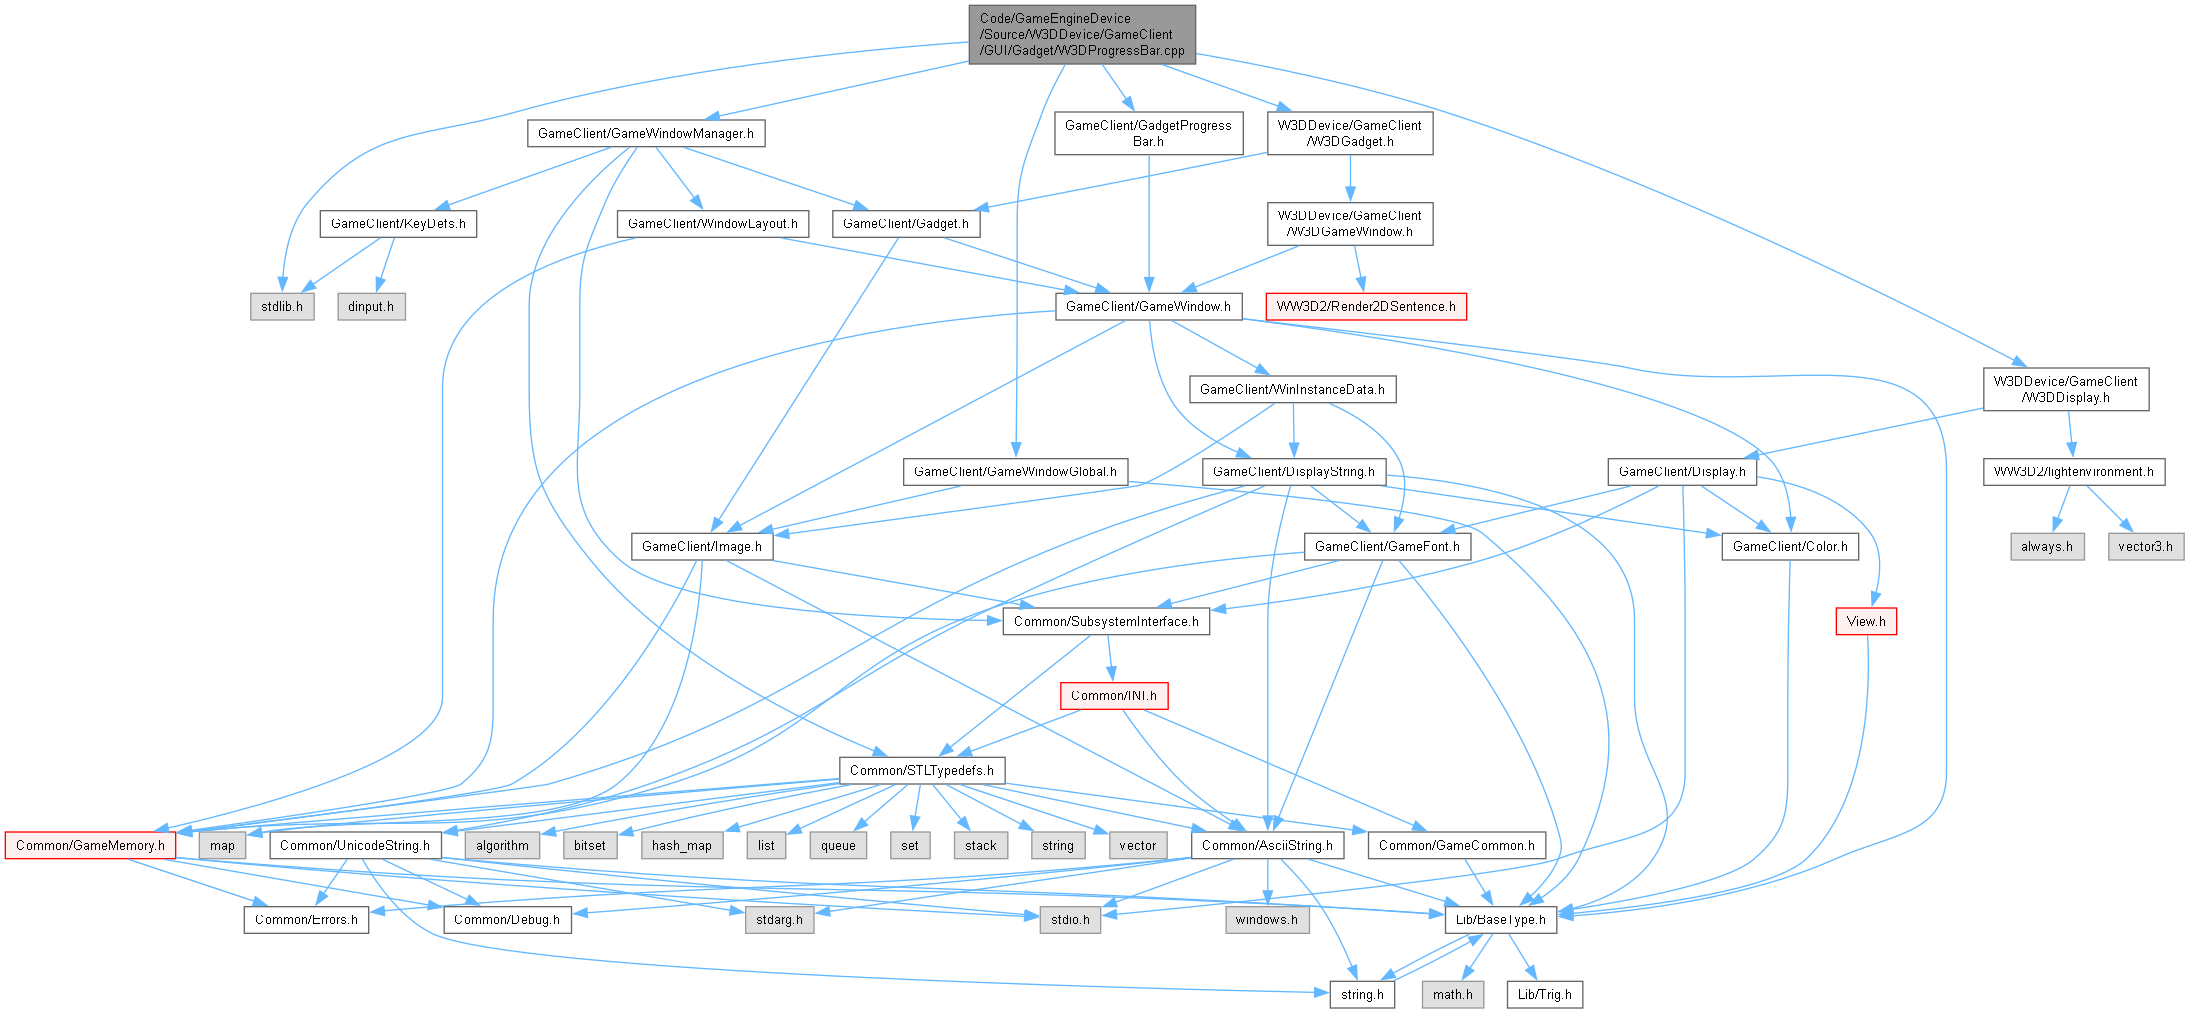 Code/GameEngineDevice
/Source/W3DDevice/GameClient
/GUI/Gadget/W3DProgressBar.cpp
GameClient/GameWindowManager.h
GameClient/GadgetProgress
Bar.h
W3DDevice/GameClient
/W3DGadget.h
GameClient/KeyDefs.h
GameClient/WindowLayout.h
GameClient/Gadget.h
W3DDevice/GameClient
/W3DGameWindow.h
stdlib.h
dinput.h
GameClient/GameWindow.h
WW3D2/Render2DSentence.h
GameClient/WinInstanceData.h
W3DDevice/GameClient
/W3DDisplay.h
GameClient/GameWindowGlobal.h
GameClient/DisplayString.h
GameClient/Display.h
WW3D2/lightenvironment.h
GameClient/Image.h
GameClient/GameFont.h
GameClient/Color.h
always.h
vector3.h
Common/SubsystemInterface.h
View.h
Common/INI.h
Common/STLTypedefs.h
Common/GameMemory.h
map
Common/UnicodeString.h
algorithm
bitset
hash_map
list
queue
set
stack
string
vector
Common/AsciiString.h
Common/GameCommon.h
Common/Errors.h
Common/Debug.h
stdarg.h
stdio.h
windows.h
Lib/BaseType.h
string.h
math.h
Lib/Trig.h